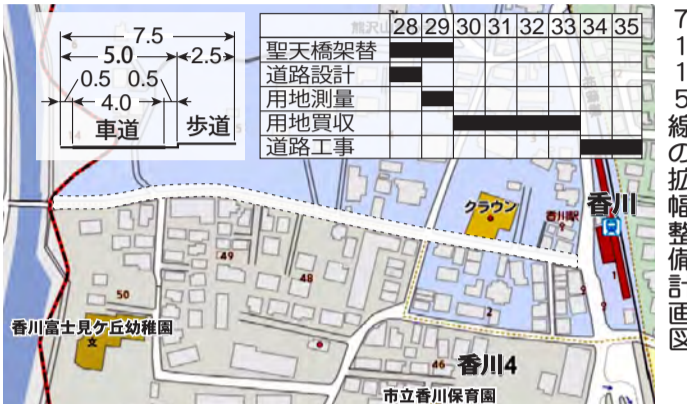 7115線の拡幅整備計画図
7.5
5.0
2.5
0.5 0.5
4.0
車道 歩道
28 29 30 31 32 33 34 35
聖天橋架替
道路設計
用地測量
用地買収
道路工事
熊沢山
クラウン
香川
香川駅
49
48
50
2
1
香川富士見ケ丘幼稚園
46
香川4
市立香川保育園